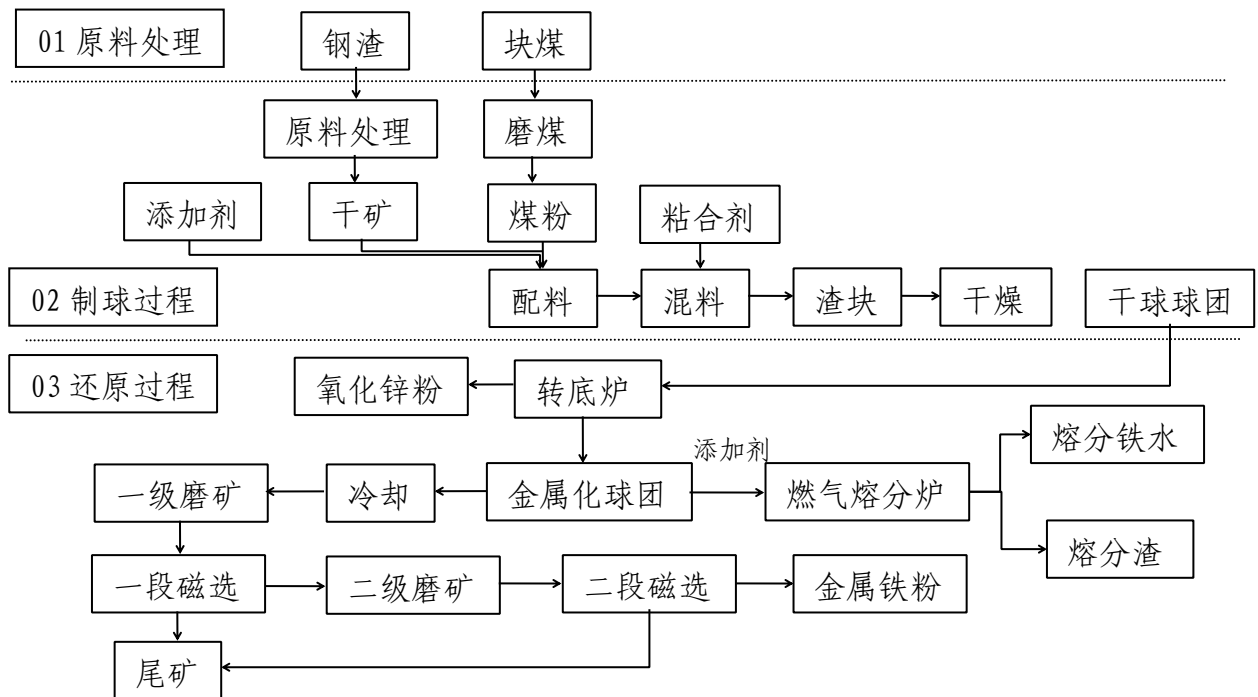 01 原料处理
钢渣
块煤
原料处理
磨煤
添加剂
干矿
煤粉
粘合剂
02 制球过程
配料
混料
渣块
干燥
干球球团
03 还原过程
氧化锌粉
转底炉
熔分铁水
添加剂
一级磨矿
冷却
金属化球团
燃气熔分炉
熔分渣
一段磁选
二级磨矿
二段磁选
金属铁粉
尾矿